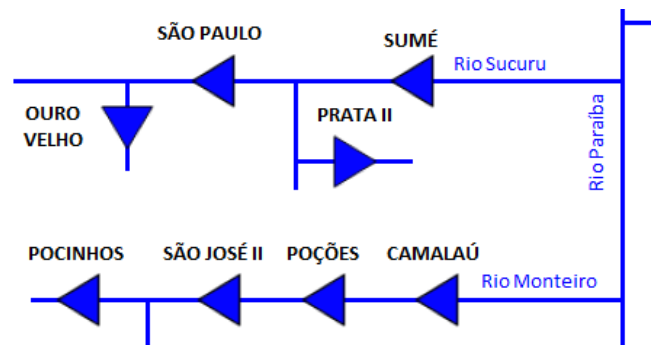 SÃO PAULO
SUMÉ
Rio Sucuru
OURO
VELHO
PRATA II
Rio Paraíba
POCINHOS
SÃO JOSÉ II
POÇÕES
CAMALAÚ
Rio Monteiro